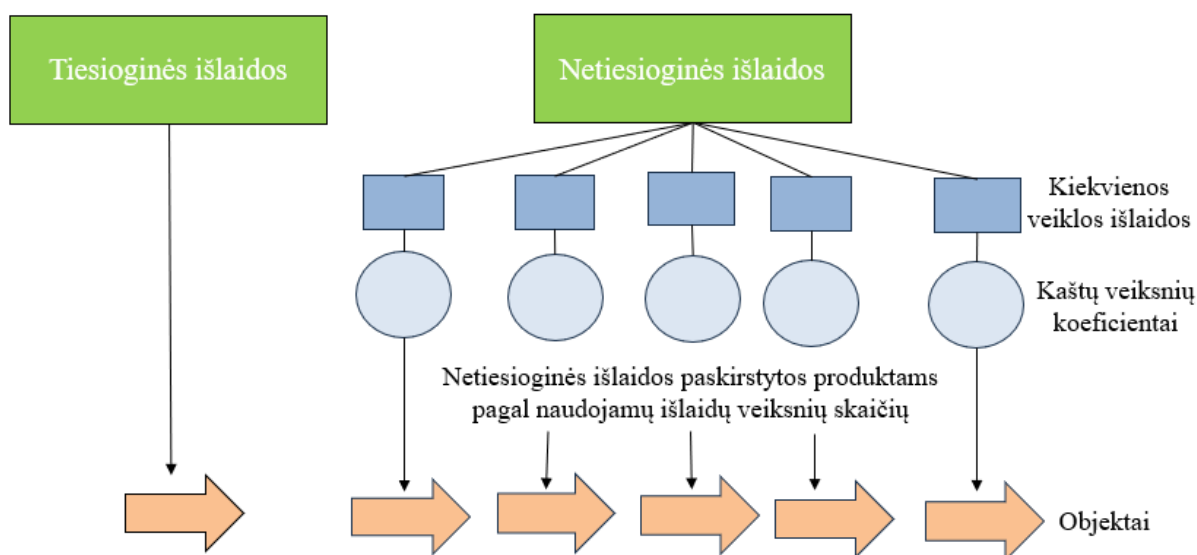 Tiesioginės išlaidos
Netiesioginės išlaidos
Kiekvienos
veiklos išlaidos
Kaštų veiksnių
koeficientai
Netiesioginės išlaidos paskirstytos produktams
pagal naudojamų išlaidų veiksnių skaičių
Objektai